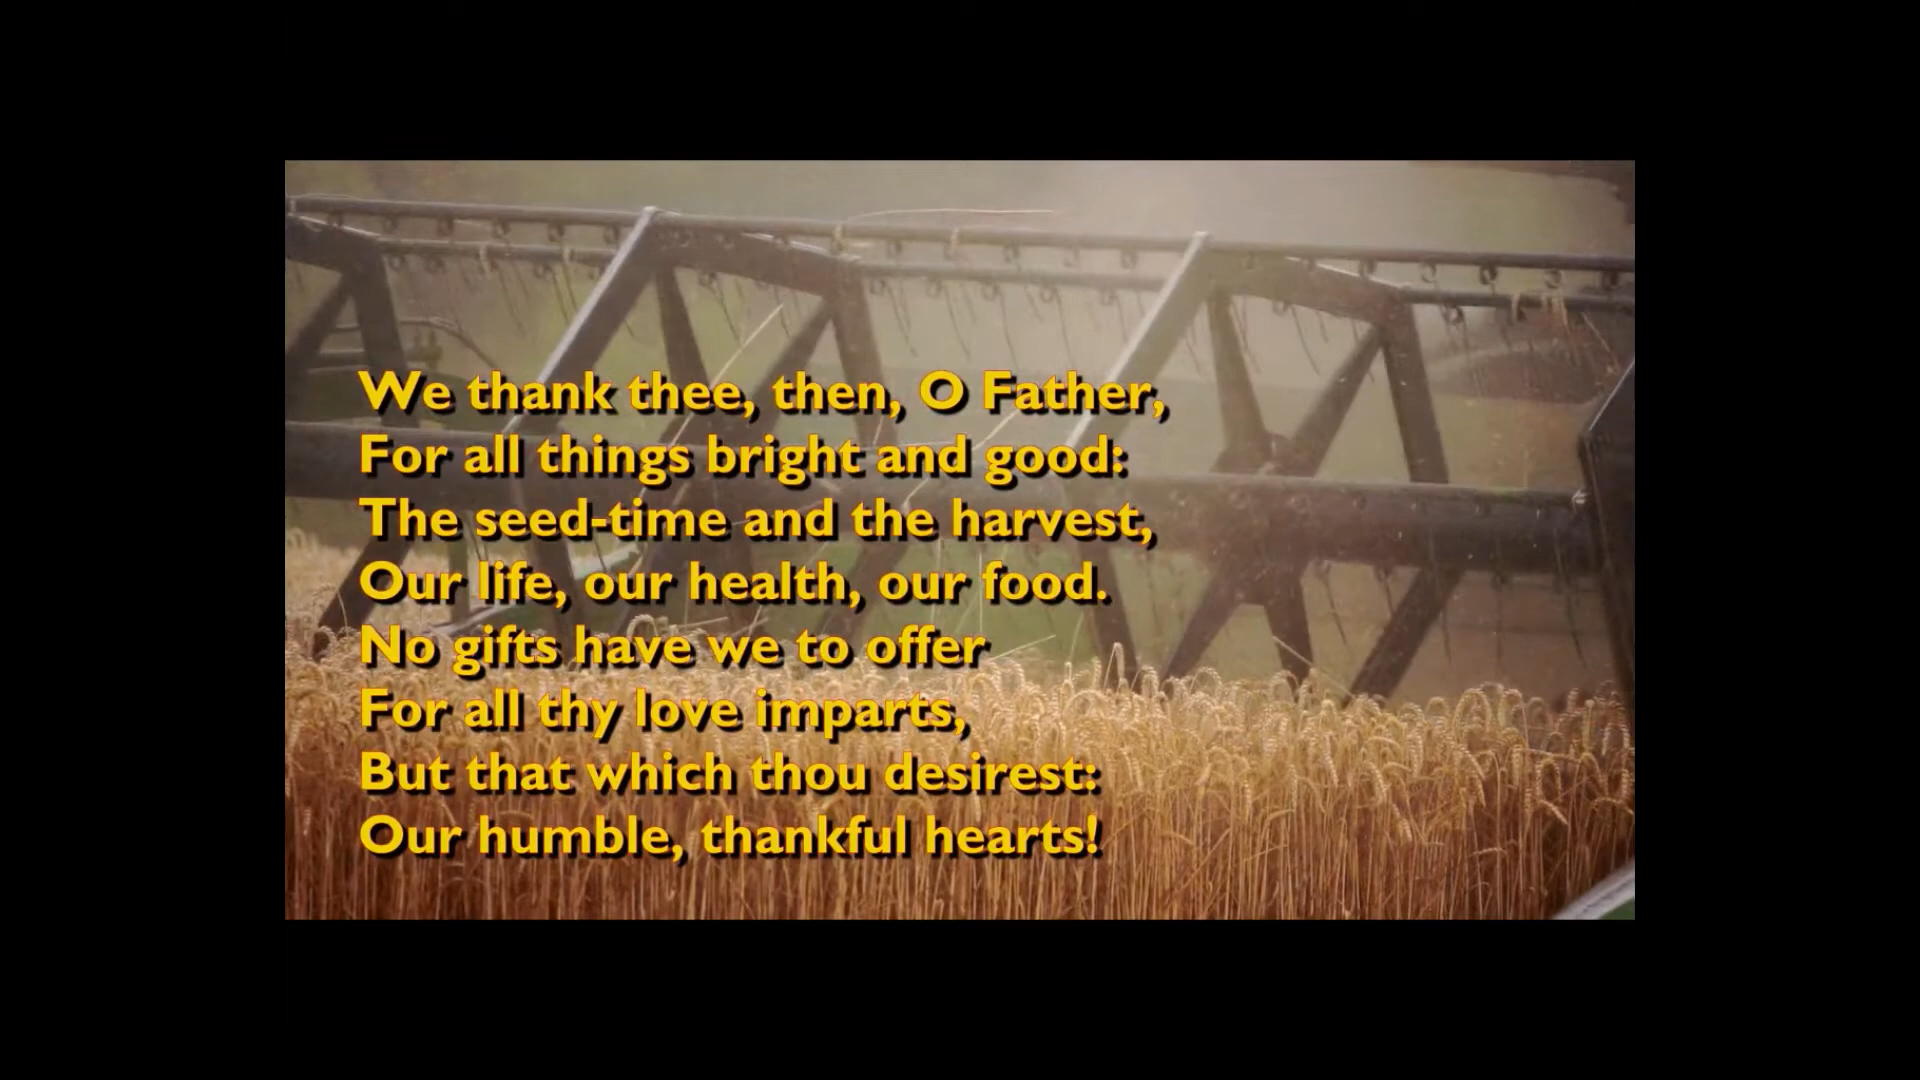 We thank thee, then, O Father,
For all things bright and good:
The seed-time and the harvest,
Our life, our health, our food.
No gifts have we to offer
For all thy love imparts,
But that which thou desirest:
Our humble, thankful hearts!